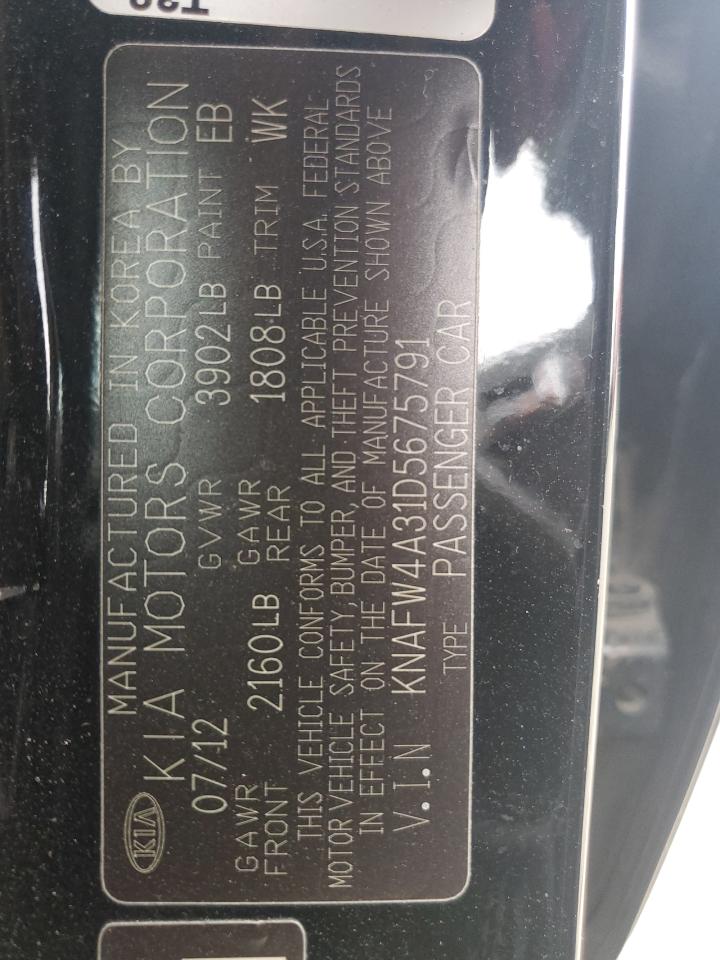 T20
KIA
MANUFACTURED IN KOREA BY
KIA MOTORS CORPORATION
07/12 GVWR 3902LB PAINT EB
GAWR FRONT 2160LB GAWR REAR 1808LB TRIM WK
THIS VEHICLE CONFORMS TO ALL APPLICABLE U.S.A. FEDERAL
MOTOR VEHICLE SAFETY, BUMPER, AND THEFT PREVENTION STANDARDS
IN EFFECT ON THE DATE OF MANUFACTURE SHOWN ABOVE
V.I.N KNAFW4A31D5675791
TYPE PASSENGER CAR